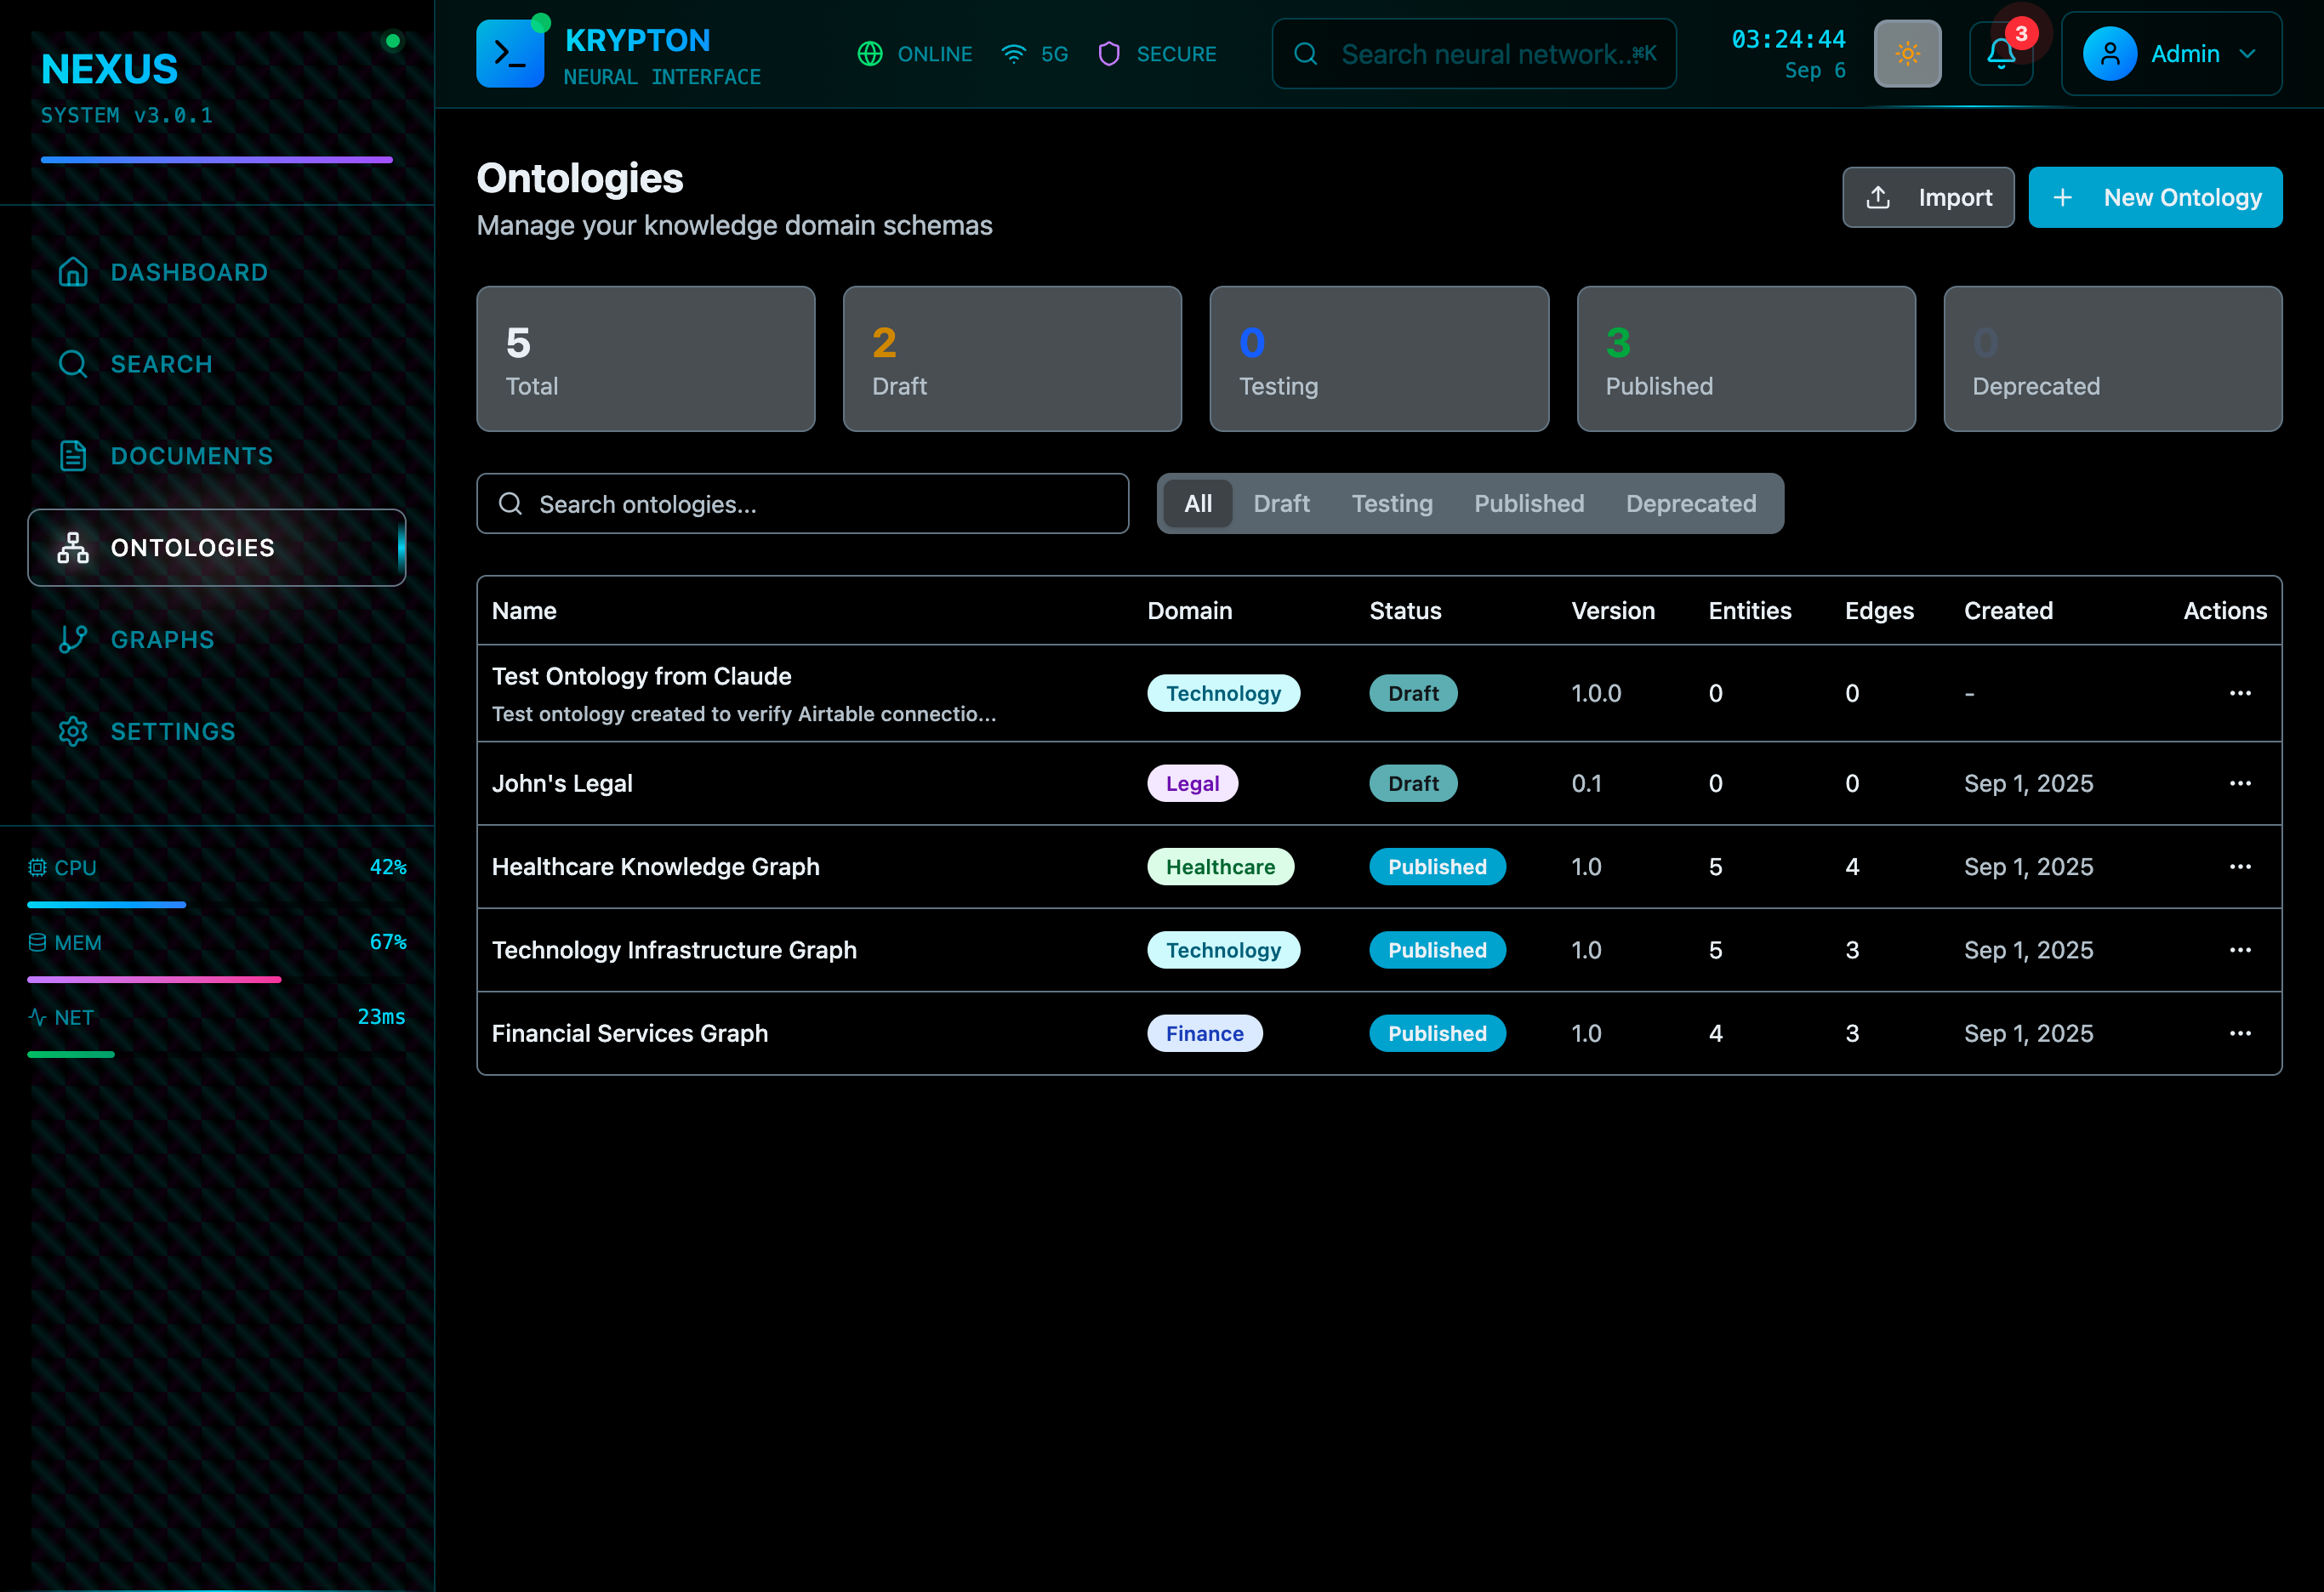 NEXUS
SYSTEM v3.0.1
DASHBOARD
SEARCH
DOCUMENTS
ONTOLOGIES
GRAPHS
SETTINGS
CPU 42%
MEM 67%
NET 23ms
KRYPTON
NEURAL INTERFACE
ONLINE 5G SECURE
Search neural network... ⌘K
03:24:44
Sep 6
3
Admin
Ontologies
Manage your knowledge domain schemas
Import
New Ontology
5
Total
2
Draft
0
Testing
3
Published
0
Deprecated
Search ontologies...
All Draft Testing Published Deprecated
Name Domain Status Version Entities Edges Created Actions
Test Ontology from Claude
Test ontology created to verify Airtable connectio...
Technology Draft 1.0.0 0 0 - ...
John's Legal Legal Draft 0.1 0 0 Sep 1, 2025 ...
Healthcare Knowledge Graph Healthcare Published 1.0 5 4 Sep 1, 2025 ...
Technology Infrastructure Graph Technology Published 1.0 5 3 Sep 1, 2025 ...
Financial Services Graph Finance Published 1.0 4 3 Sep 1, 2025 ...